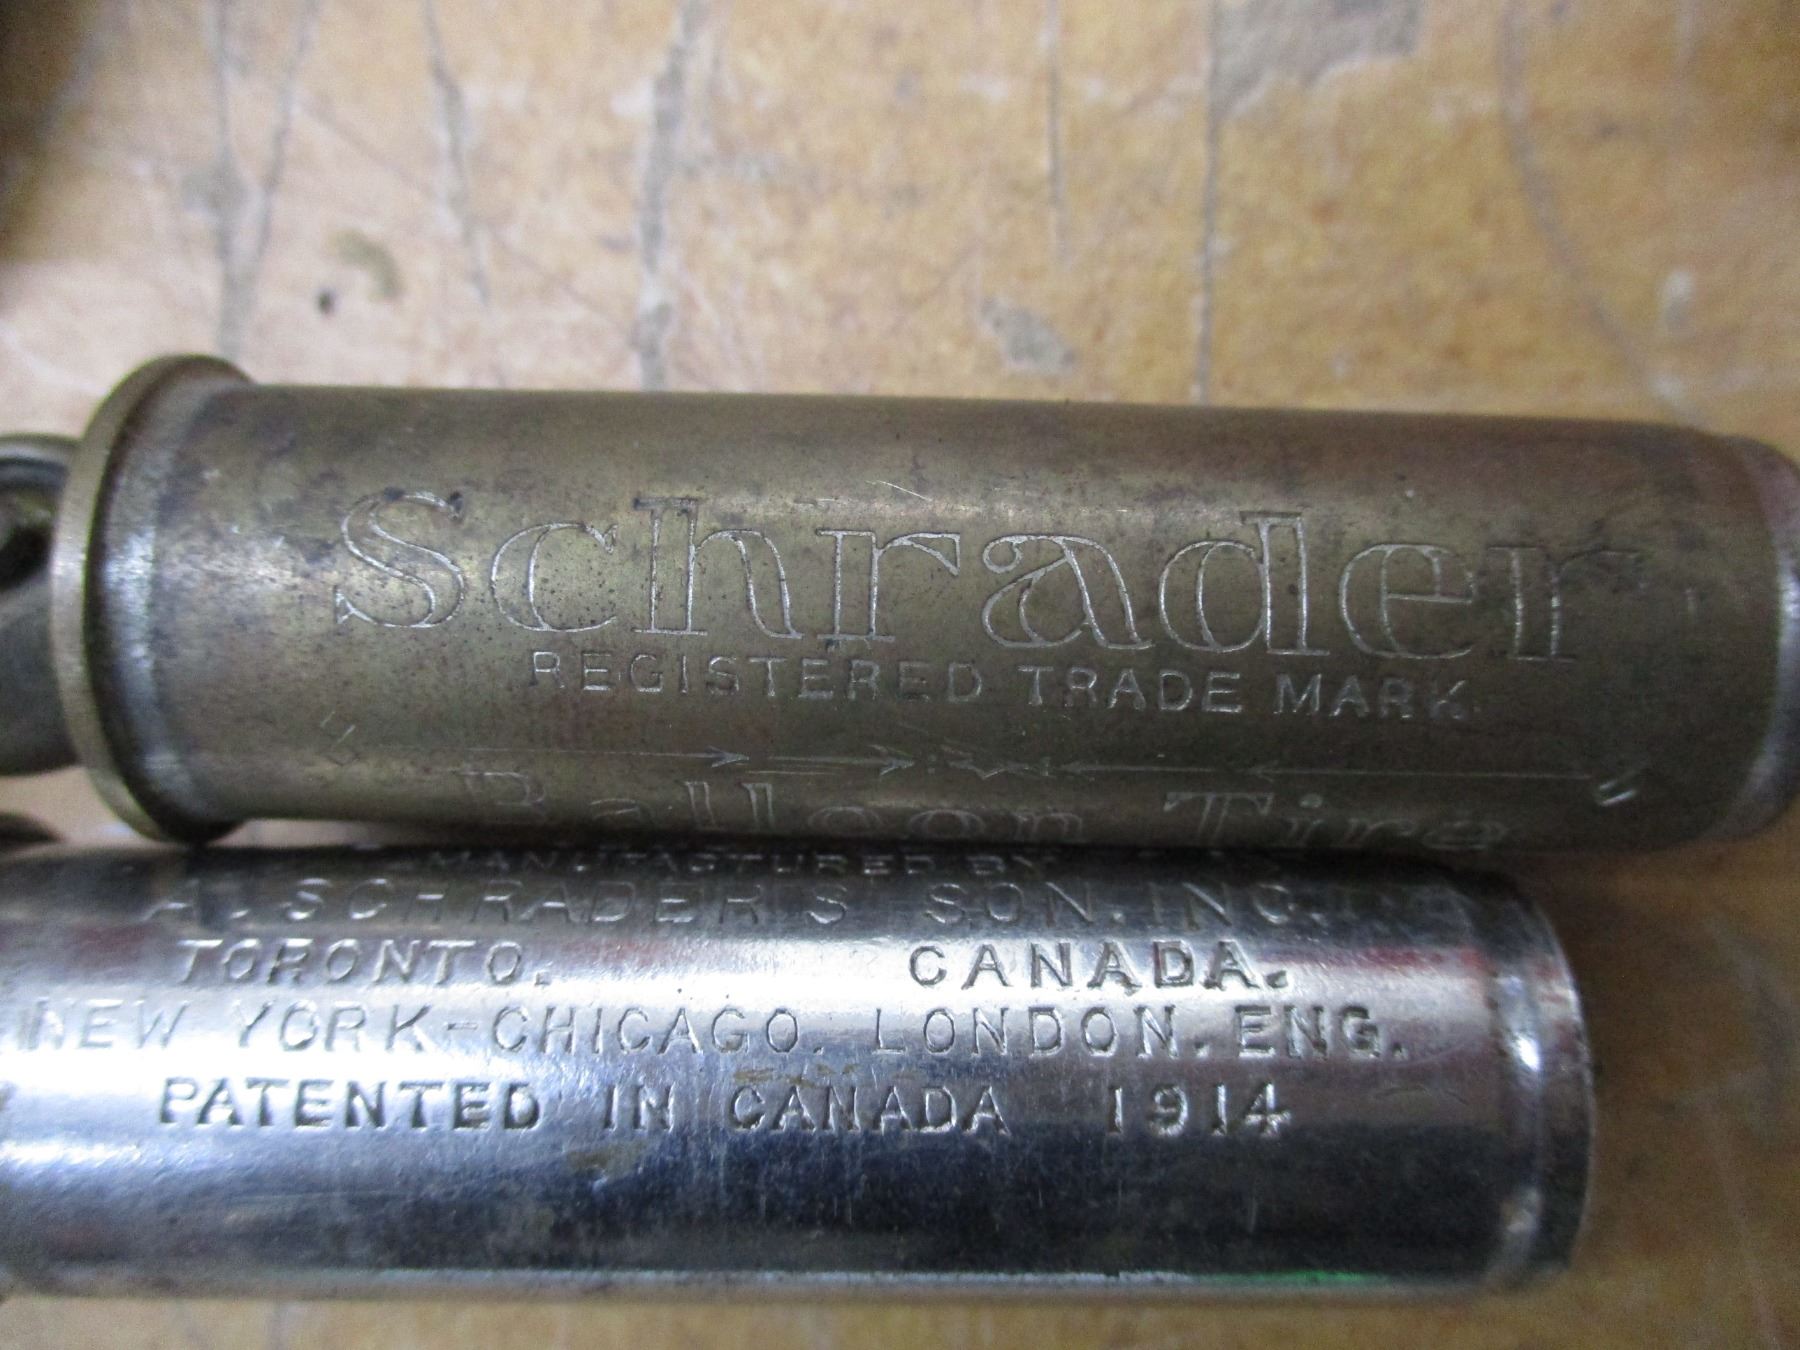 Schrader
REGISTERED TRADE MARK
Balloon Tire
MANUFACTURED BY
A. SCHRADER'S SON. INC.
TORONTO. CANADA.
NEW YORK-CHICAGO. LONDON. ENG.
PATENTED IN CANADA 1914